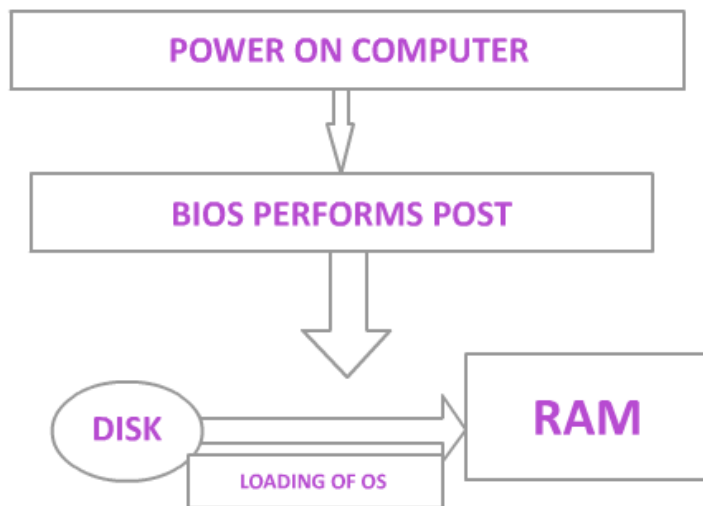 POWER ON COMPUTER
BIOS PERFORMS POST
DISK
RAM
LOADING OF OS